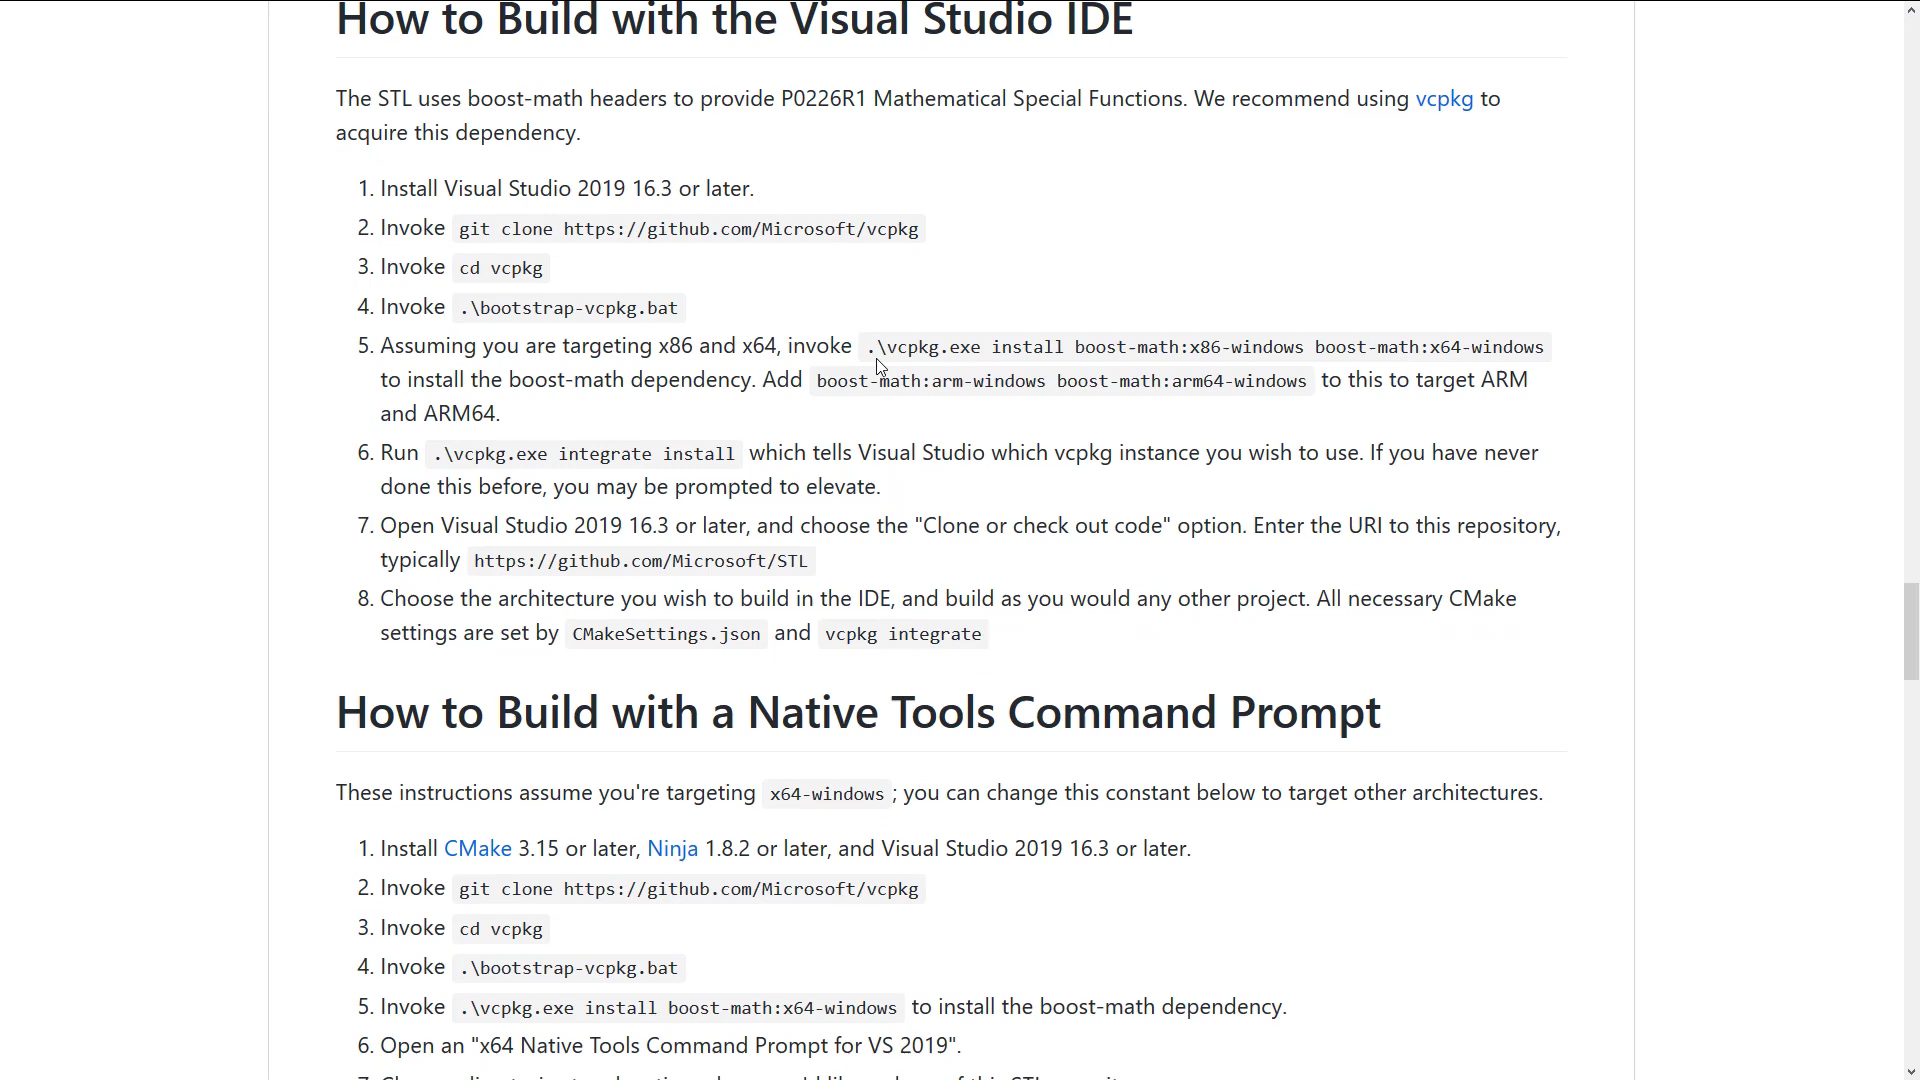 How to Build with the Visual Studio IDE
The STL uses boost-math headers to provide P0226R1 Mathematical Special Functions. We recommend using vcpkg to
acquire this dependency.
1. Install Visual Studio 2019 16.3 or later.
2. Invoke git clone https://github.com/Microsoft/vcpkg
3. Invoke cd vcpkg
4. Invoke .\bootstrap-vcpkg.bat
5. Assuming you are targeting x86 and x64, invoke .\vcpkg.exe install boost-math:x86-windows boost-math:x64-windows
to install the boost-math dependency. Add boost-math:arm-windows boost-math:arm64-windows to this to target ARM
and ARM64.
6. Run .\vcpkg.exe integrate install which tells Visual Studio which vcpkg instance you wish to use. If you have never
done this before, you may be prompted to elevate.
7. Open Visual Studio 2019 16.3 or later, and choose the "Clone or check out code" option. Enter the URI to this repository,
typically https://github.com/Microsoft/STL
8. Choose the architecture you wish to build in the IDE, and build as you would any other project. All necessary CMake
settings are set by CMakeSettings.json and vcpkg integrate
How to Build with a Native Tools Command Prompt
These instructions assume you're targeting x64-windows; you can change this constant below to target other architectures.
1. Install CMake 3.15 or later, Ninja 1.8.2 or later, and Visual Studio 2019 16.3 or later.
2. Invoke git clone https://github.com/Microsoft/vcpkg
3. Invoke cd vcpkg
4. Invoke .\bootstrap-vcpkg.bat
5. Invoke .\vcpkg.exe install boost-math:x64-windows to install the boost-math dependency.
6. Open an "x64 Native Tools Command Prompt for VS 2019".